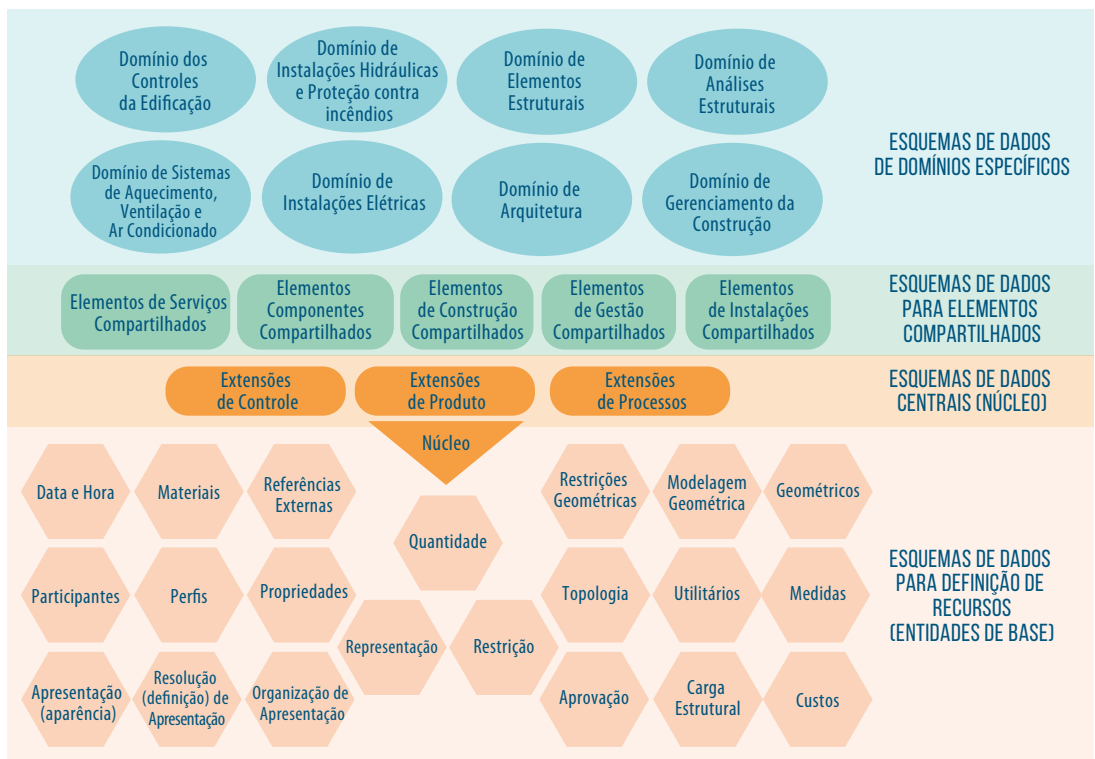 Domínio dos
Controles
da Edificação
Domínio de
Instalações Hidráulicas
e Proteção contra
incêndios
Domínio de
Elementos
Estruturais
Domínio de
Análises
Estruturais
Domínio de Sistemas
de Aquecimento,
Ventilação e
Ar Condicionado
Domínio de
Instalações Elétricas
Domínio de
Arquitetura
Domínio de
Gerenciamento da
Construção
ESQUEMAS DE DADOS
DE DOMÍNIOS ESPECÍFICOS
Elementos de Serviços
Compartilhados
Elementos
Componentes
Compartilhados
Elementos
de Construção
Compartilhados
Elementos
de Gestão
Compartilhados
Elementos
de Instalações
Compartilhados
ESQUEMAS DE DADOS
PARA ELEMENTOS
COMPARTILHADOS
Extensões
de Controle
Extensões
de Produto
Extensões
de Processos
ESQUEMAS DE DADOS
CENTRAIS (NÚCLEO)
Núcleo
Data e Hora
Materiais
Referências
Externas
Quantidade
Restrições
Geométricas
Modelagem
Geométrica
Geométricos
Participantes
Perfis
Propriedades
Representação
Restrição
Topologia
Utilitários
Medidas
Apresentação
(aparência)
Resolução
(definição) de
Apresentação
Organização de
Apresentação
Aprovação
Carga
Estrutural
Custos
ESQUEMAS DE DADOS
PARA DEFINIÇÃO DE
RECURSOS
(ENTIDADES DE BASE)